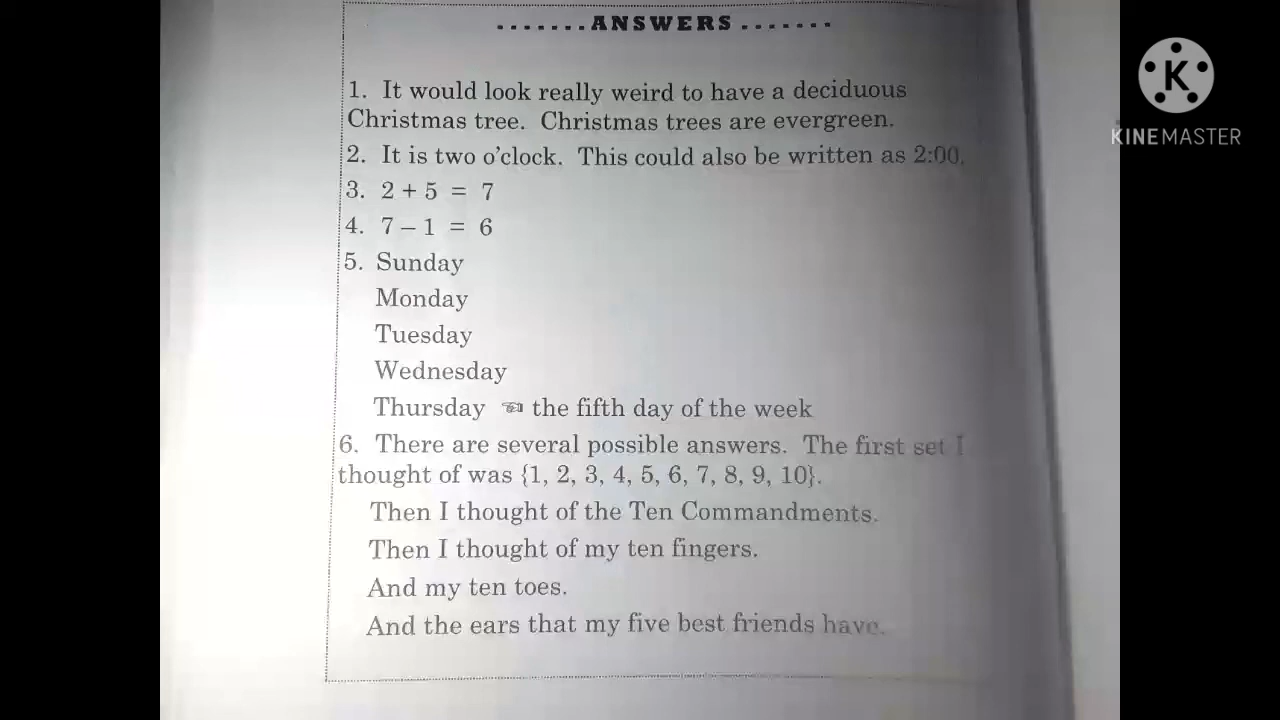 .......ANSWERS.......
1. It would look really weird to have a deciduous
Christmas tree. Christmas trees are evergreen.
2. It is two o’clock. This could also be written as 2:00.
3. 2 + 5 = 7
4. 7 – 1 = 6
5. Sunday
Monday
Tuesday
Wednesday
Thursday ☜ the fifth day of the week
6. There are several possible answers. The first set I
thought of was {1, 2, 3, 4, 5, 6, 7, 8, 9, 10}.
Then I thought of the Ten Commandments.
Then I thought of my ten fingers.
And my ten toes.
And the ears that my five best friends have.
K
KINEMASTER